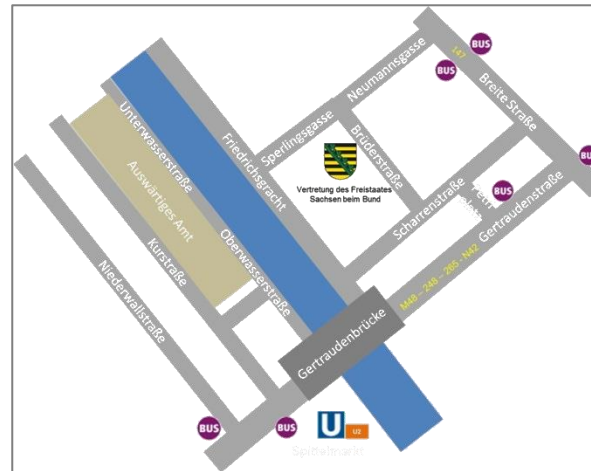 BUS
147
BUS
Breite Straße
Neumannsgasse
Sperlingsgasse
Brüderstraße
BUS
Friedrichsgracht
Unterwasserstraße
Auswärtiges Amt
Vertretung des Freistaates
Sachsen beim Bund
Scharrenstraße
BUS
Gertraudenstraße
M48 – 248 – 265 - N42
Kurstraße
Oberwasserstraße
Niederwallstraße
Gertraudenbrücke
BUS
BUS
U
U2
Spittelmarkt